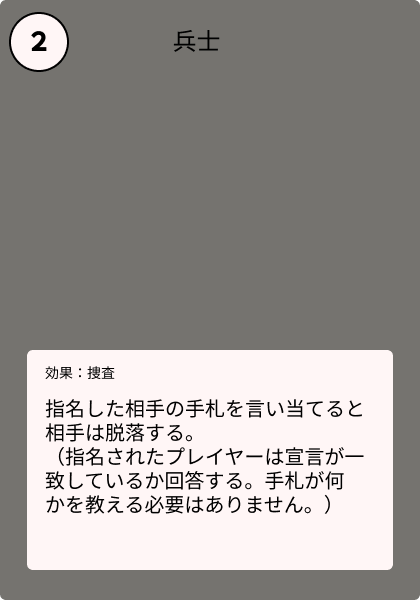 2
兵士
効果：捜査
指名した相手の手札を言い当てると
相手は脱落する。
（指名されたプレイヤーは宣言が一
致しているか回答する。手札が何
かを教える必要はありません。）